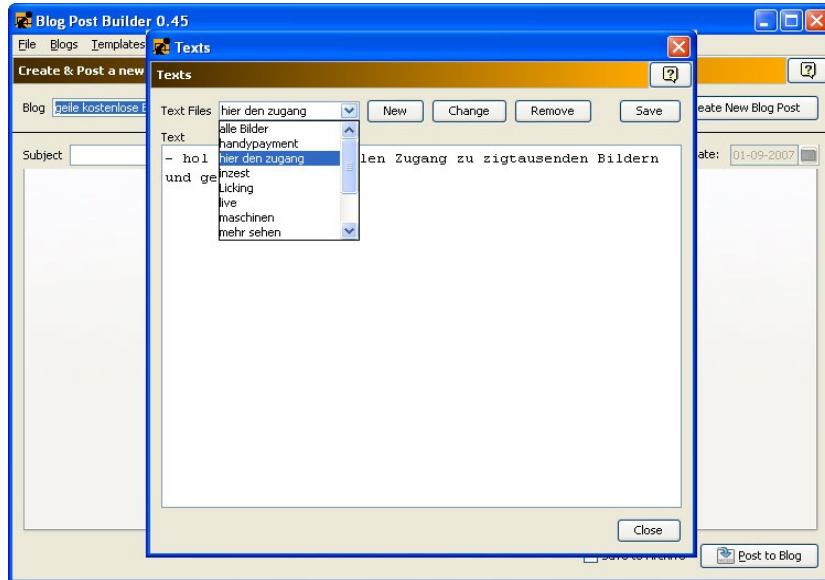 Blog Post Builder 0.45
File Blogs Templates
Texts
Create & Post a new
Texts
Blog geile kostenlose
Text Files hier den zugang New Change Remove Save
eate New Blog Post
alle Bilder
handypayment
hier den zugang
inzest
Licking
live
maschinen
mehr sehen
Text
- hol len Zugang zu zigtausenden Bildern
und ge
Subject
ate: 01-09-2007
Close
Post to Blog